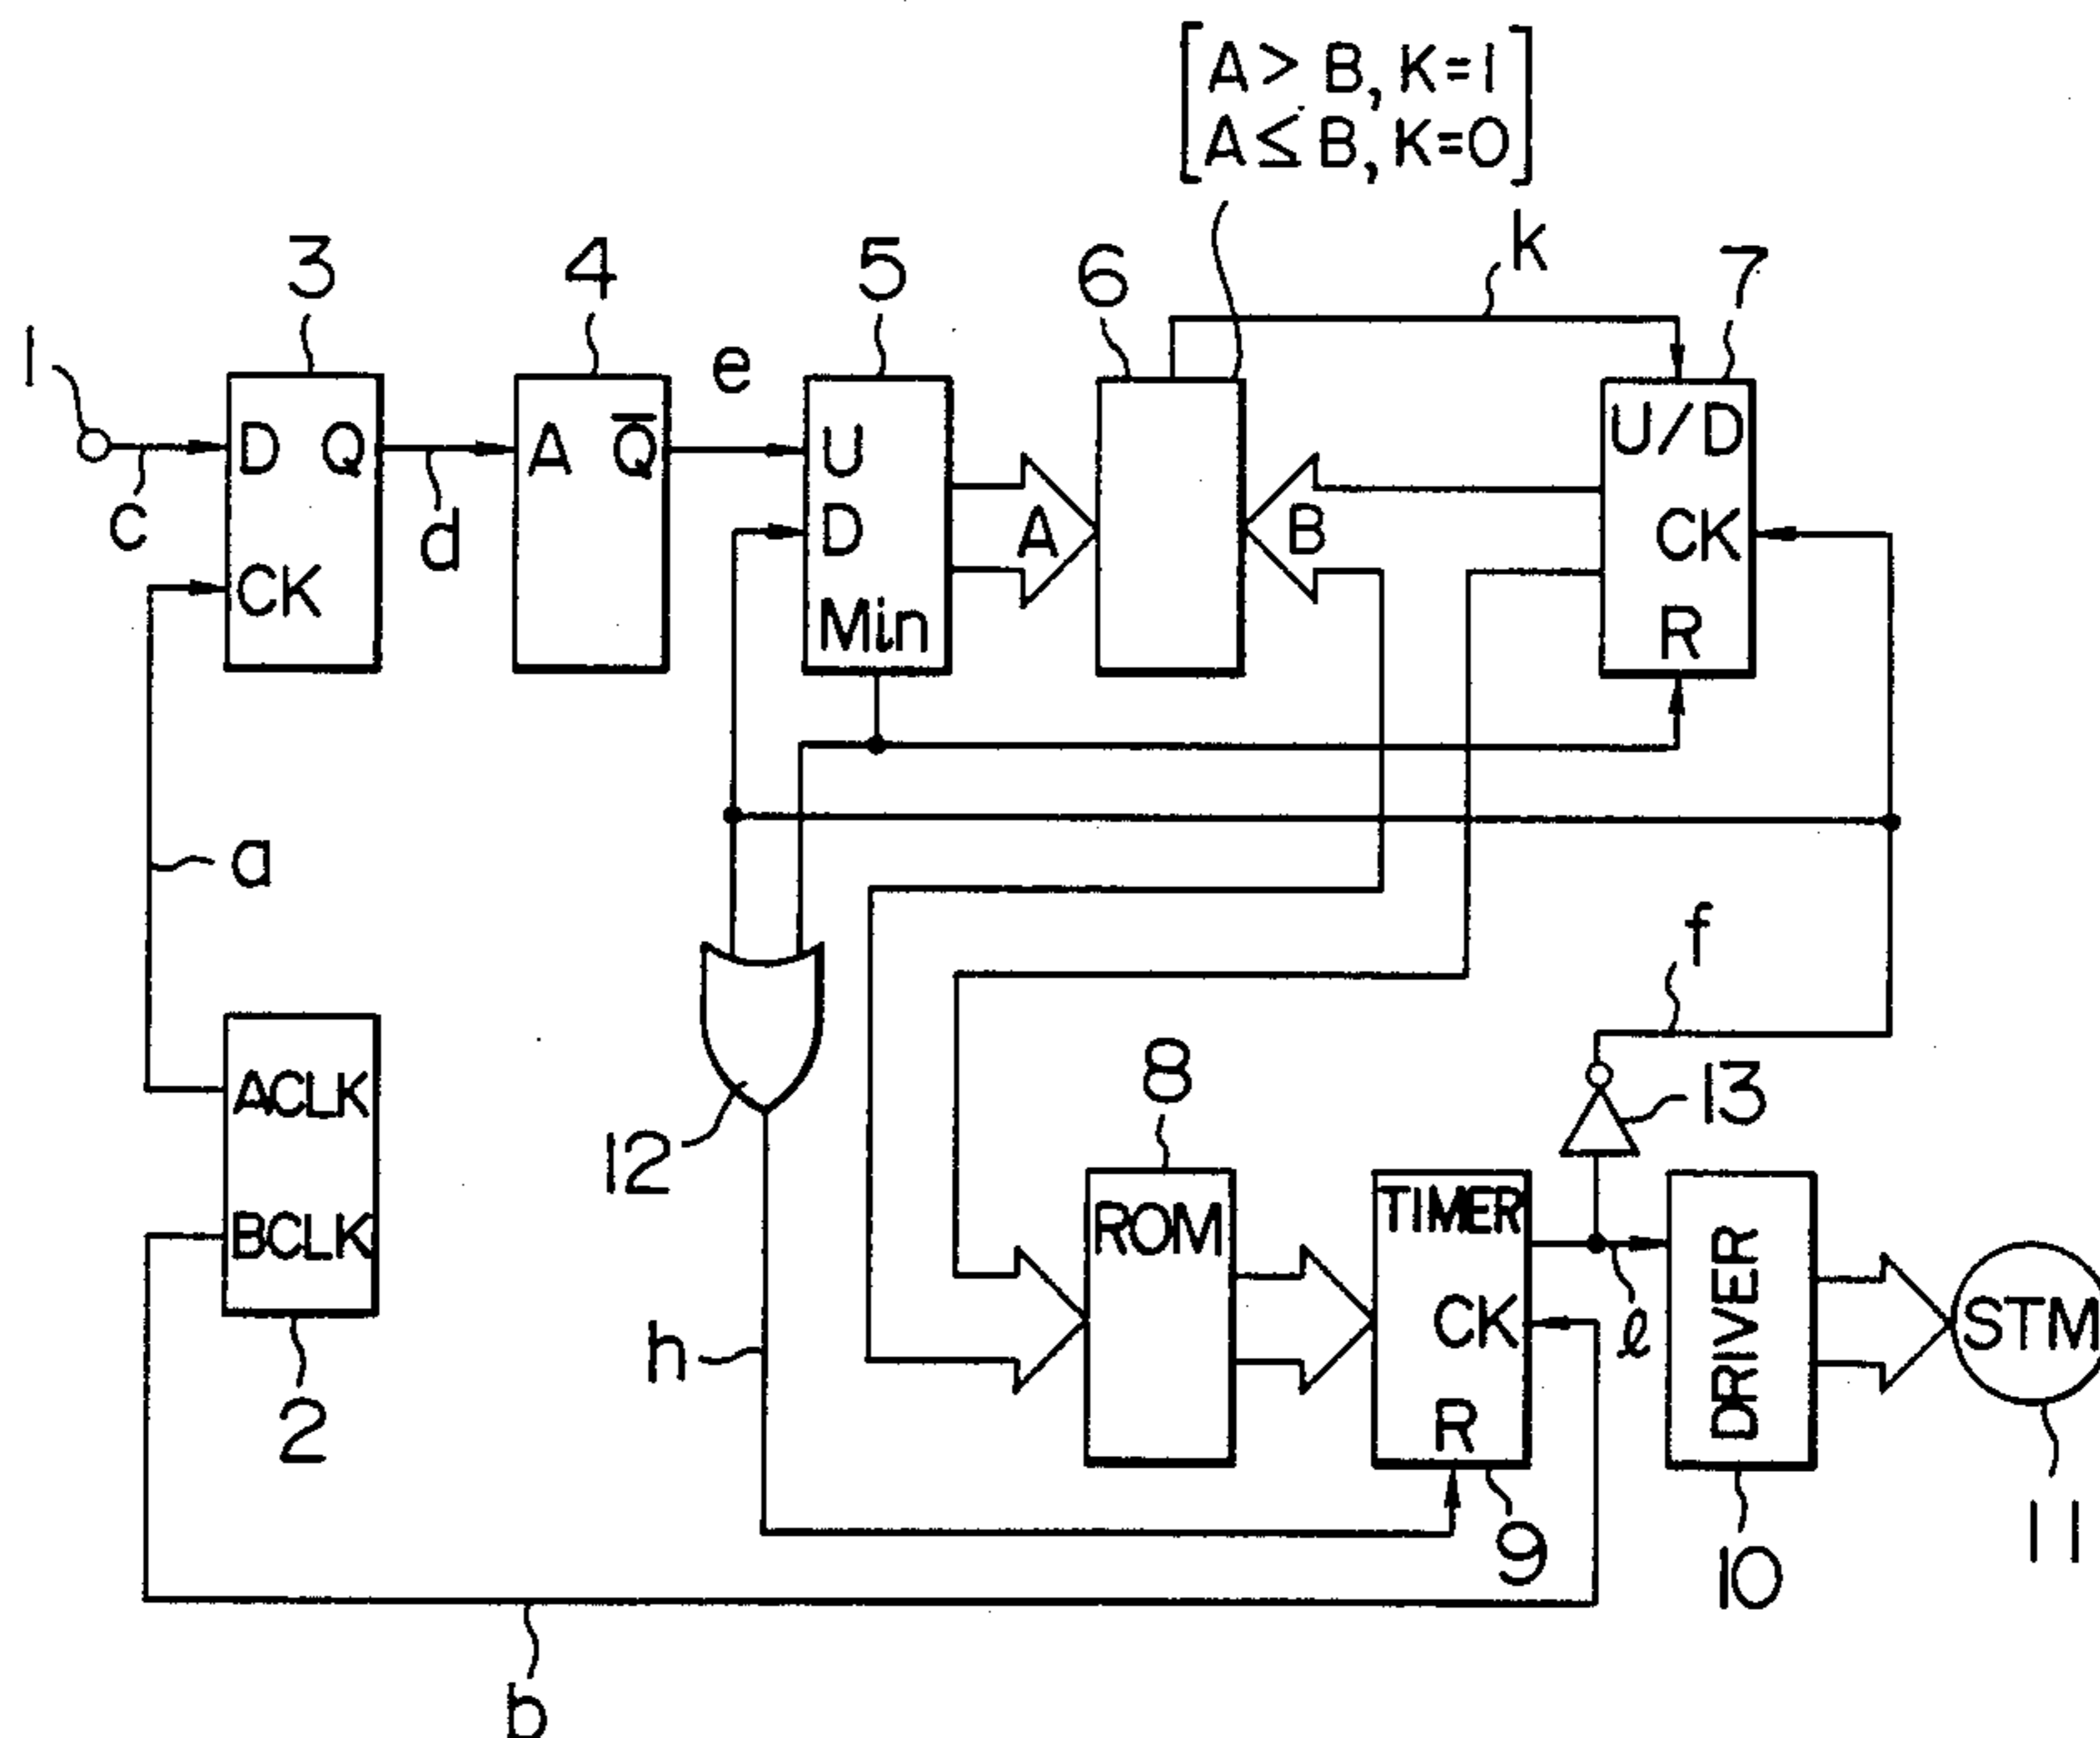 A > B, K=1
A ≤ B, K=0
k
3
4
5
6
7
1
e
D Q
A Q̅
U
U/D
c
d
D
A
B
CK
CK
Min
R
a
f
ACLK
8
13
12
BCLK
ROM
TIMER
DRIVER
h
CK
ℓ
STM
2
R
9
10
11
b